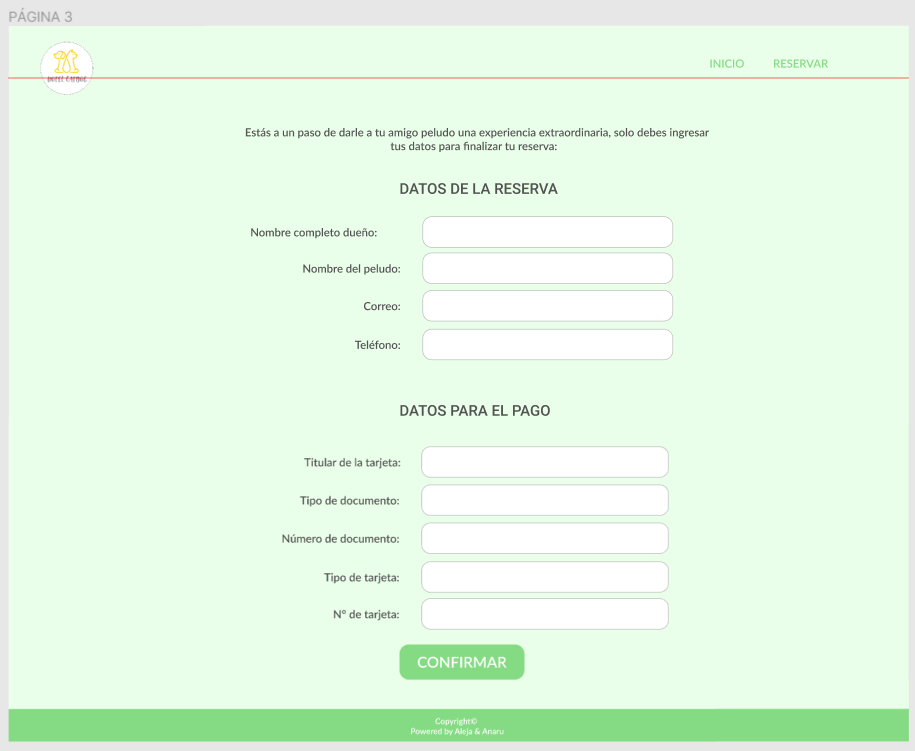 PÁGINA 3
INICIO RESERVAR
Estás a un paso de darle a tu amigo peludo una experiencia extraordinaria, solo debes ingresar
tus datos para finalizar tu reserva:
DATOS DE LA RESERVA
Nombre completo dueño:
Nombre del peludo:
Correo:
Teléfono:
DATOS PARA EL PAGO
Titular de la tarjeta:
Tipo de documento:
Número de documento:
Tipo de tarjeta:
N° de tarjeta:
CONFIRMAR
Copyright©
Powered by Aleja & Anaru